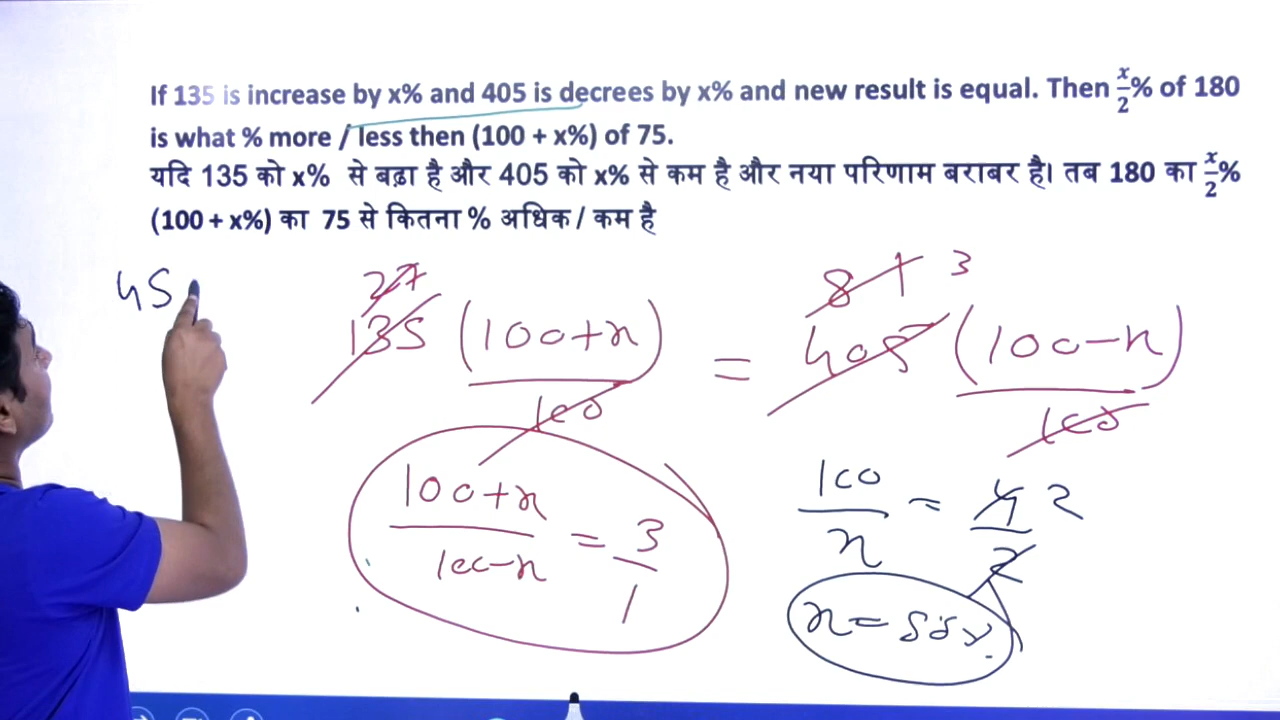 If 135 is increase by x% and 405 is decrees by x% and new result is equal. Then x/2% of 180
is what % more / less then (100 + x%) of 75.
यदि 135 को x% से बढ़ा है और 405 को x% से कम है और नया परिणाम बराबर है। तब 180 का x/2%
(100 + x%) का 75 से कितना % अधिक / कम है
45
27
135 (100+x)/100 = 405 (100-x)/100
81 3
100+x/100-x = 3/1
100/x = 4/2 2